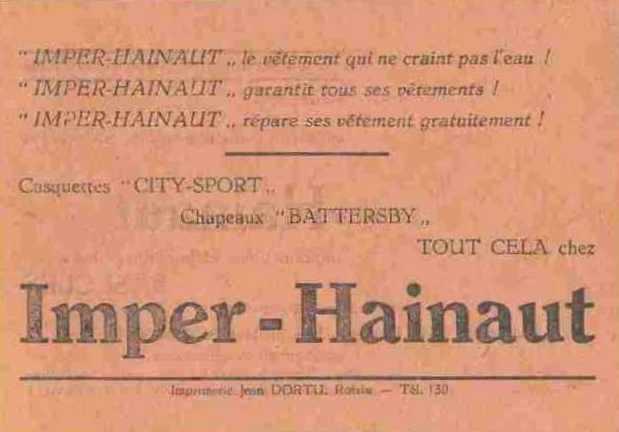 "IMPER-HAINAUT„ le vêtement qui ne craint pas l'eau !
"IMPER-HAINAUT„ garantit tous ses vêtements !
"IMPER-HAINAUT„ répare ses vêtement gratuitement !
Casquettes "CITY-SPORT„
Chapeaux "BATTERSBY„
TOUT CELA chez
Imper-Hainaut
Imprimerie Jean DORTU, — Tél. 130